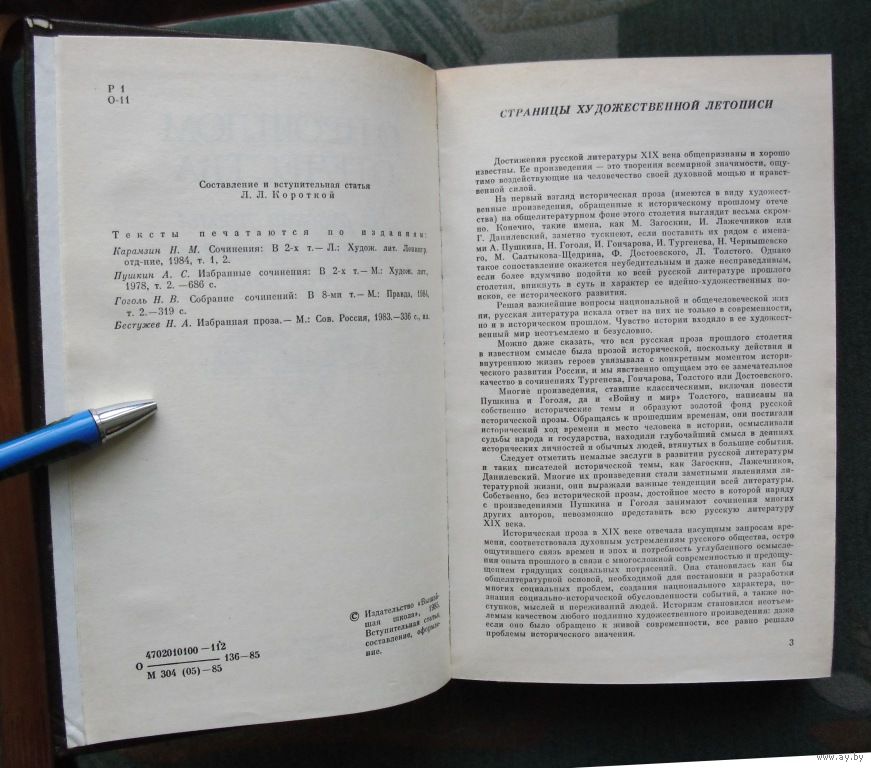 Р 1
О-11
Составление и вступительная статья
Л. Л. Короткой
Тексты печатаются по изданиям:
Карамзин Н. М. Сочинения: В 2-х т.— Л.: Худож. лит. Ленингр.
отд-ние, 1984, т. 1, 2.
Пушкин А. С. Избранные сочинения: В 2-х т.— М.: Худож. лит,
1978, т. 2. —686 с.
Гоголь Н. В. Собрание сочинений: В 8-ми т.— М.: Правда, 1984,
т. 2.—319 с.
Бестужев Н. А. Избранная проза.— М.: Сов. Россия, 1983.—336 с., ил.
О 4702010100—112 136—85
М 304 (05)—85
© Издательство «Вышэй-
шая школа», 1985.
Вступительная статья,
составление, оформле-
ние.
СТРАНИЦЫ ХУДОЖЕСТВЕННОЙ ЛЕТОПИСИ
Достижения русской литературы XIX века общепризнаны и хорошо
известны. Ее произведения — это творения всемирной значимости, ощу-
тимо воздействующие на человечество своей духовной мощью и нравст-
венной силой.
На первый взгляд историческая проза (имеются в виду художест-
венные произведения, обращенные к историческому прошлому отече-
ства) на общелитературном фоне этого столетия выглядит весьма скром-
но. Конечно, такие имена, как М. Загоскин, И. Лажечников или
Г. Данилевский, заметно тускнеют, если поставить их рядом с имена-
ми А. Пушкина, Н. Гоголя, И. Гончарова, И. Тургенева, Н. Чернышевско-
го, М. Салтыкова-Щедрина, Ф. Достоевского, Л. Толстого. Однако
такое сопоставление окажется неубедительным и даже несправедливым,
если более вдумчиво подойти ко всей русской литературе прошлого
столетия, вникнуть в суть и характер ее идейно-художественных по-
исков, ее исторического развития.
Решая важнейшие вопросы национальной и общечеловеческой жиз
ни, русская литература искала ответ на них не только в современности,
но и в историческом прошлом. Чувство истории входило в ее художест-
венный мир неотъемлемо и безусловно.
Можно даже сказать, что вся русская проза прошлого столетия
в известном смысле была прозой исторической, поскольку действия и
внутреннюю жизнь героев увязывала с конкретным моментом истори-
ческого развития России, и мы явственно ощущаем это ее замечательное
качество в сочинениях Тургенева, Гончарова, Толстого или Достоевского.
Многие произведения, ставшие классическими, включая повести
Пушкина и Гоголя, да и «Войну и мир» Толстого, написаны на
собственно исторические темы и образуют золотой фонд русской
исторической прозы. Обращаясь к прошедшим временам, они постигали
исторический ход времени и место человека в истории, осмысливали
судьбы народа и государства, находили глубочайший смысл в деяниях
исторических личностей и обычных людей, втянутых в большие события.
Следует отметить немалые заслуги в развитии русской литературы
и таких писателей исторической темы, как Загоскин, Лажечников,
Данилевский. Многие их произведения стали заметными явлениями ли-
тературной жизни, они выражали важные тенденции всей литературы.
Собственно, без исторической прозы, достойное место в которой наряду
с произведениями Пушкина и Гоголя занимают сочинения многих
других авторов, невозможно представить всю русскую литературу
XIX века.
Историческая проза в XIX веке отвечала насущным запросам вре-
мени, соответствовала духовным устремлениям русского общества, остро
ощутившего связь времен и эпох и потребность углубленного осмысле-
ния опыта прошлого в связи с многосложной современностью и предощу-
щением грядущих социальных потрясений. Она становилась как бы
общелитературной основой, необходимой для постановки и разработки
многих социальных проблем, создания национального характера, по-
знания социально-исторической обусловленности событий, а также по-
ступков, мыслей и переживаний людей. Историзм становился неотъем-
лемым качеством любого подлинно художественного произведения: даже
если оно было обращено к живой современности, все равно решало
проблемы исторического значения.
3
www.ay.by